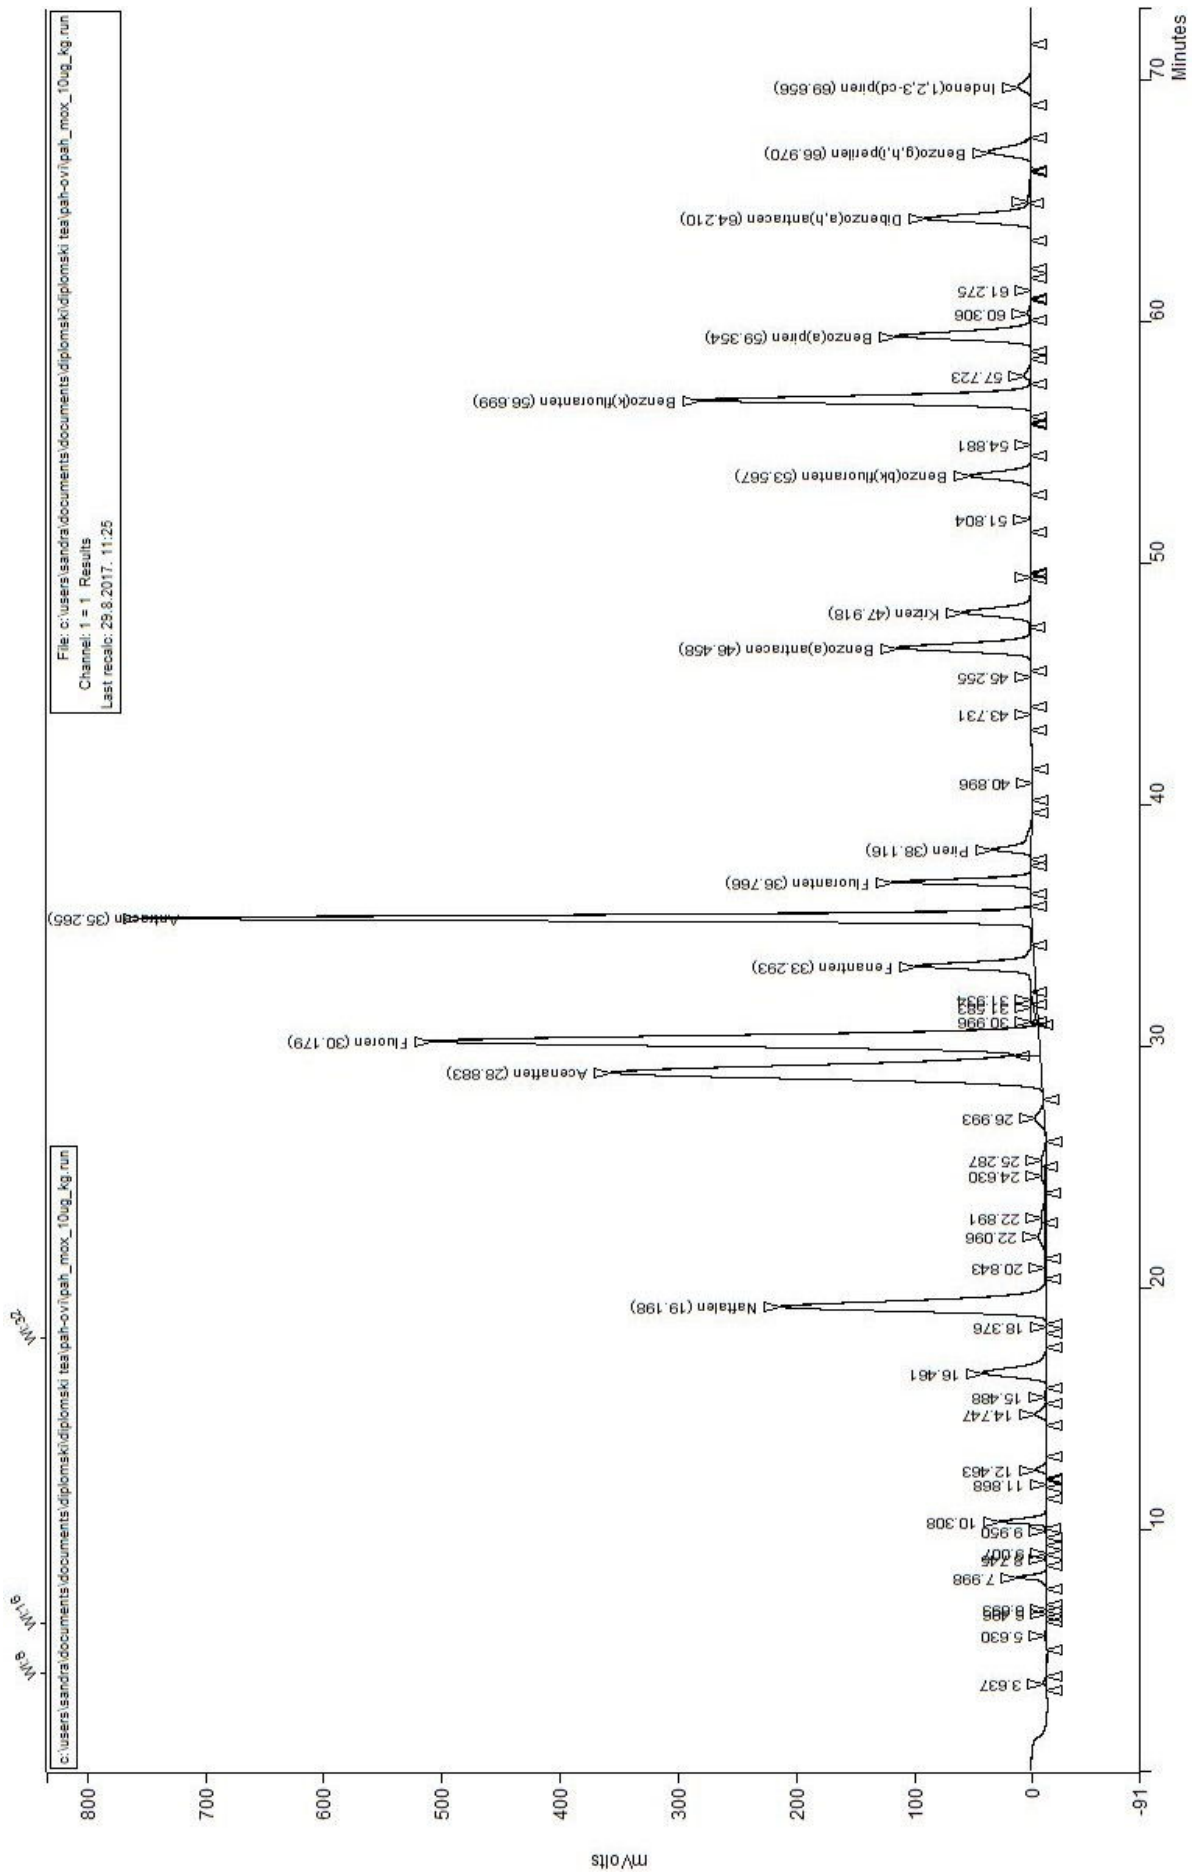 c:\users\sandra\documents\documents\diplomski\diplomski tea\pah-ovi\pah_mox_10ug_kg.run
File: c:\users\sandra\documents\documents\diplomski\diplomski tea\pah-ovi\pah_mox_10ug_kg.run
Channel: 1 = 1 Results
Last recalc: 29.8.2017. 11:25
800
700
600
500
400
300
200
100
0
-91
mVolts
3.637
5.630
6.693
7.998
8.745
9.007
9.950
10.308
11.868
12.463
14.747
15.488
16.461
18.376
Naftalen (19.198)
20.843
22.096
22.891
24.630
25.287
26.993
Acenaften (28.883)
Fluoren (30.179)
30.996
31.583
31.934
Fenantren (33.293)
Antracen (35.265)
Fluoranten (36.766)
Piren (38.116)
40.896
43.731
45.255
Benzo(a)antracen (46.458)
Krizen (47.918)
51.804
Benzo(bk)fluoranten (53.567)
54.881
Benzo(k)fluoranten (56.699)
57.723
Benzo(a)piren (59.354)
60.306
61.275
Dibenzo(a,h)antracen (64.210)
Benzo(g,h,i)perilen (66.970)
Indeno(1,2,3-cd)piren (69.656)
10
20
30
40
50
60
70
Minutes